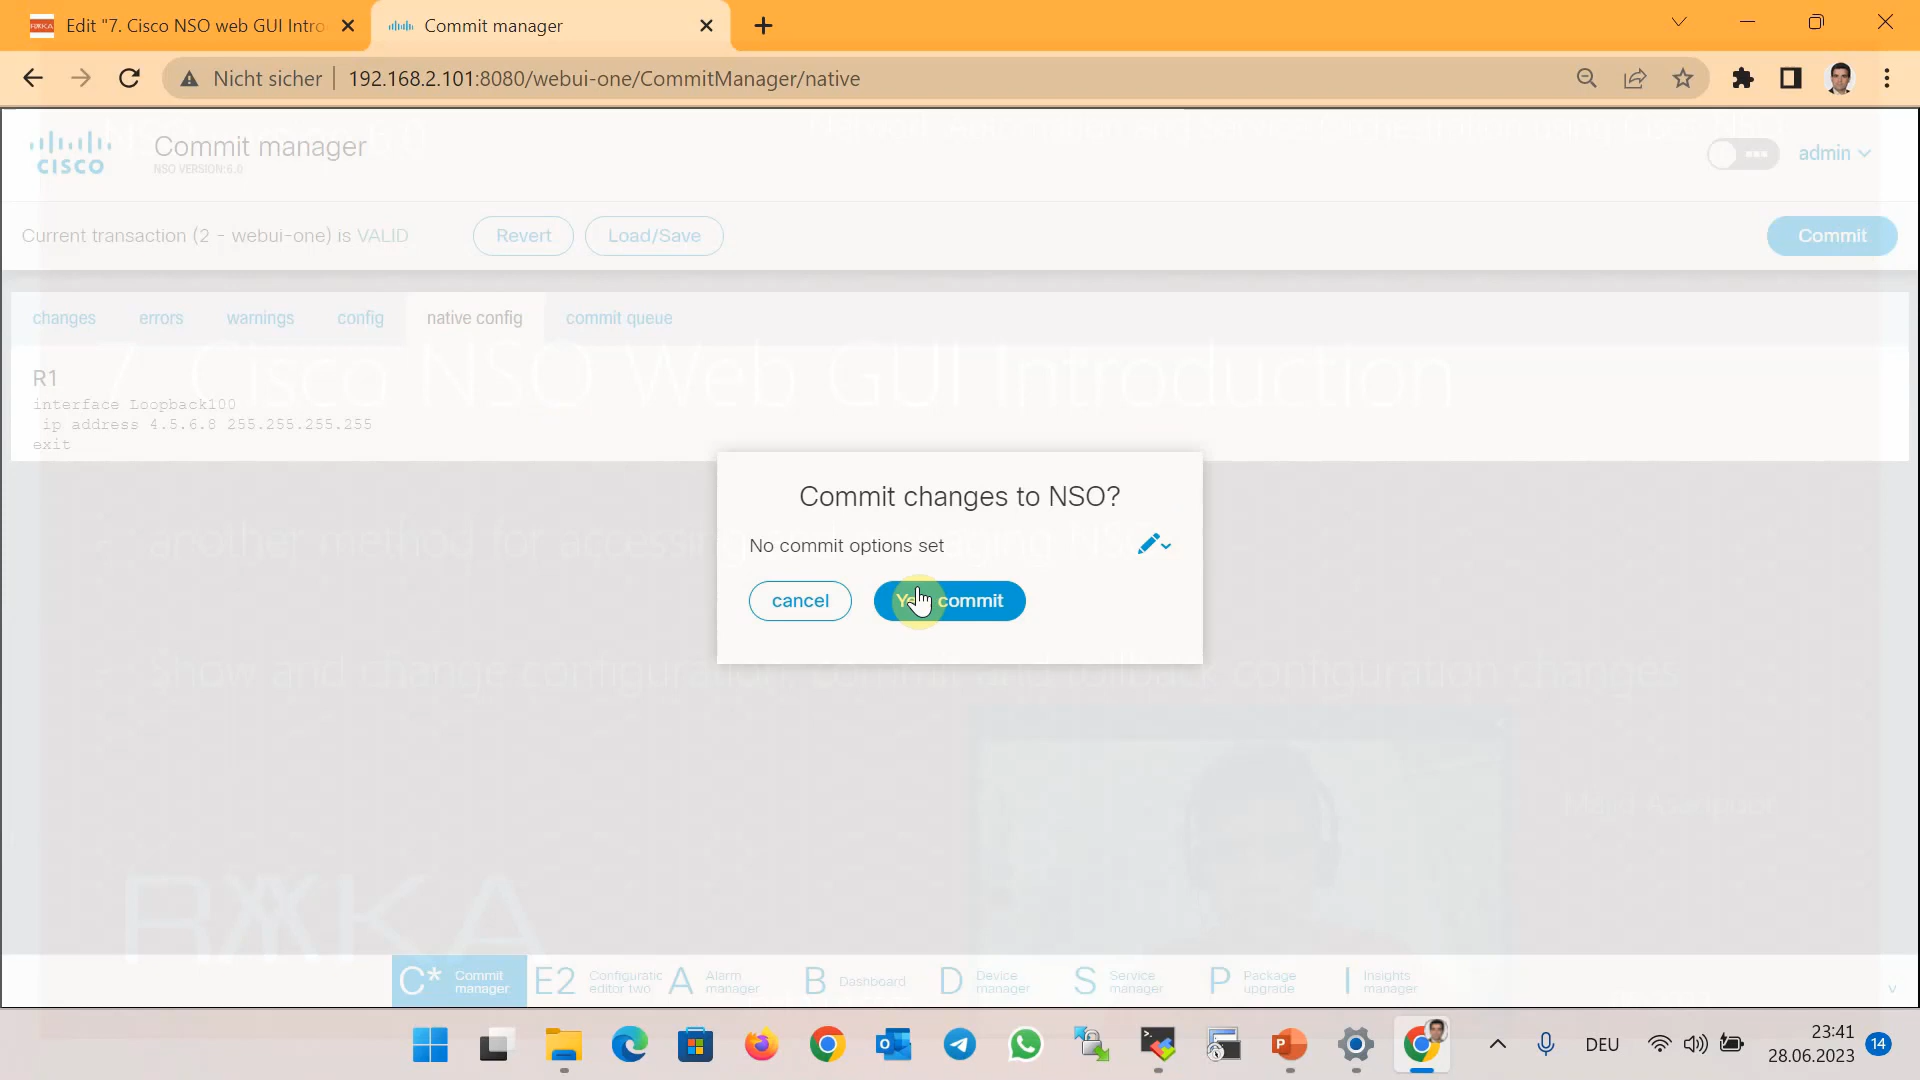 Edit "7. Cisco NSO web GUI Intro
Commit manager
Nicht sicher
192.168.2.101:8080/webui-one/CommitManager/native
CISCO
Commit manager
NSO VERSION:6.0
admin
Current transaction (2 - webui-one) is VALID
Revert
Load/Save
Commit
changes
errors
warnings
config
native config
commit queue
7. Cisco NSO Web GUI Introduction
R1
interface Loopback100
ip address 4.5.6.8 255.255.255.255
exit
Commit changes to NSO?
No commit options set
cancel
commit
- another method for accessing
- Show and change configuration, commit and rollback configuration changes
RAYKA
C* Commit manager
E2 Configuratic editor two
A Alarm manager
B Dashboard
D Device manager
S Service manager
P Package upgrade
I Insights manager
DEU
23:41
28.06.2023
14